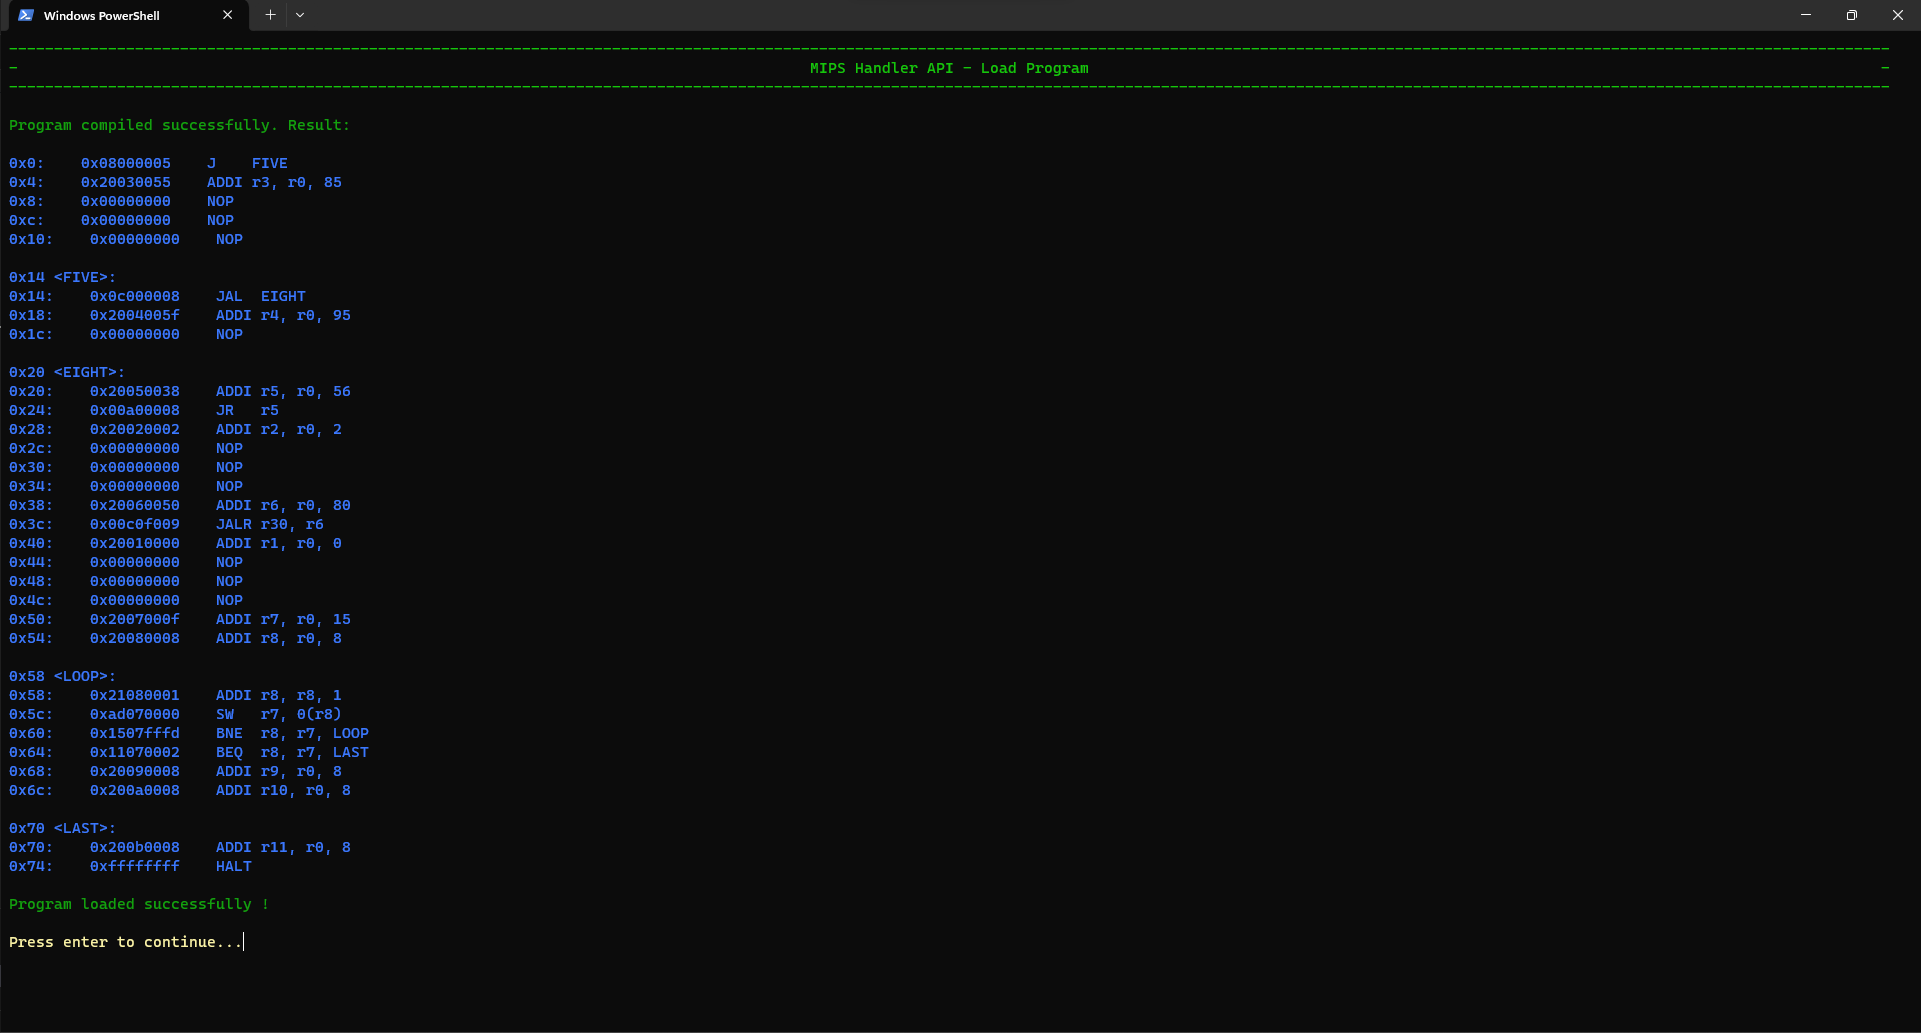 Windows PowerShell
-----------------------------------------------------------------------------------------------------------------------------------------------------------------------------------------------------------------
- MIPS Handler API - Load Program -
-----------------------------------------------------------------------------------------------------------------------------------------------------------------------------------------------------------------
Program compiled successfully. Result:
0x0:    0x08000005    J    FIVE
0x4:    0x20030055    ADDI r3, r0, 85
0x8:    0x00000000    NOP
0xc:    0x00000000    NOP
0x10:    0x00000000    NOP
0x14 <FIVE>:
0x14:    0x0c000008    JAL  EIGHT
0x18:    0x2004005f    ADDI r4, r0, 95
0x1c:    0x00000000    NOP
0x20 <EIGHT>:
0x20:    0x20050038    ADDI r5, r0, 56
0x24:    0x00a00008    JR   r5
0x28:    0x20020002    ADDI r2, r0, 2
0x2c:    0x00000000    NOP
0x30:    0x00000000    NOP
0x34:    0x00000000    NOP
0x38:    0x20060050    ADDI r6, r0, 80
0x3c:    0x00c0f009    JALR r30, r6
0x40:    0x20010000    ADDI r1, r0, 0
0x44:    0x00000000    NOP
0x48:    0x00000000    NOP
0x4c:    0x00000000    NOP
0x50:    0x2007000f    ADDI r7, r0, 15
0x54:    0x20080008    ADDI r8, r0, 8
0x58 <LOOP>:
0x58:    0x21080001    ADDI r8, r8, 1
0x5c:    0xad070000    SW   r7, 0(r8)
0x60:    0x1507fffd    BNE  r8, r7, LOOP
0x64:    0x11070002    BEQ  r8, r7, LAST
0x68:    0x20090008    ADDI r9, r0, 8
0x6c:    0x200a0008    ADDI r10, r0, 8
0x70 <LAST>:
0x70:    0x200b0008    ADDI r11, r0, 8
0x74:    0xffffffff    HALT
Program loaded successfully !
Press enter to continue...